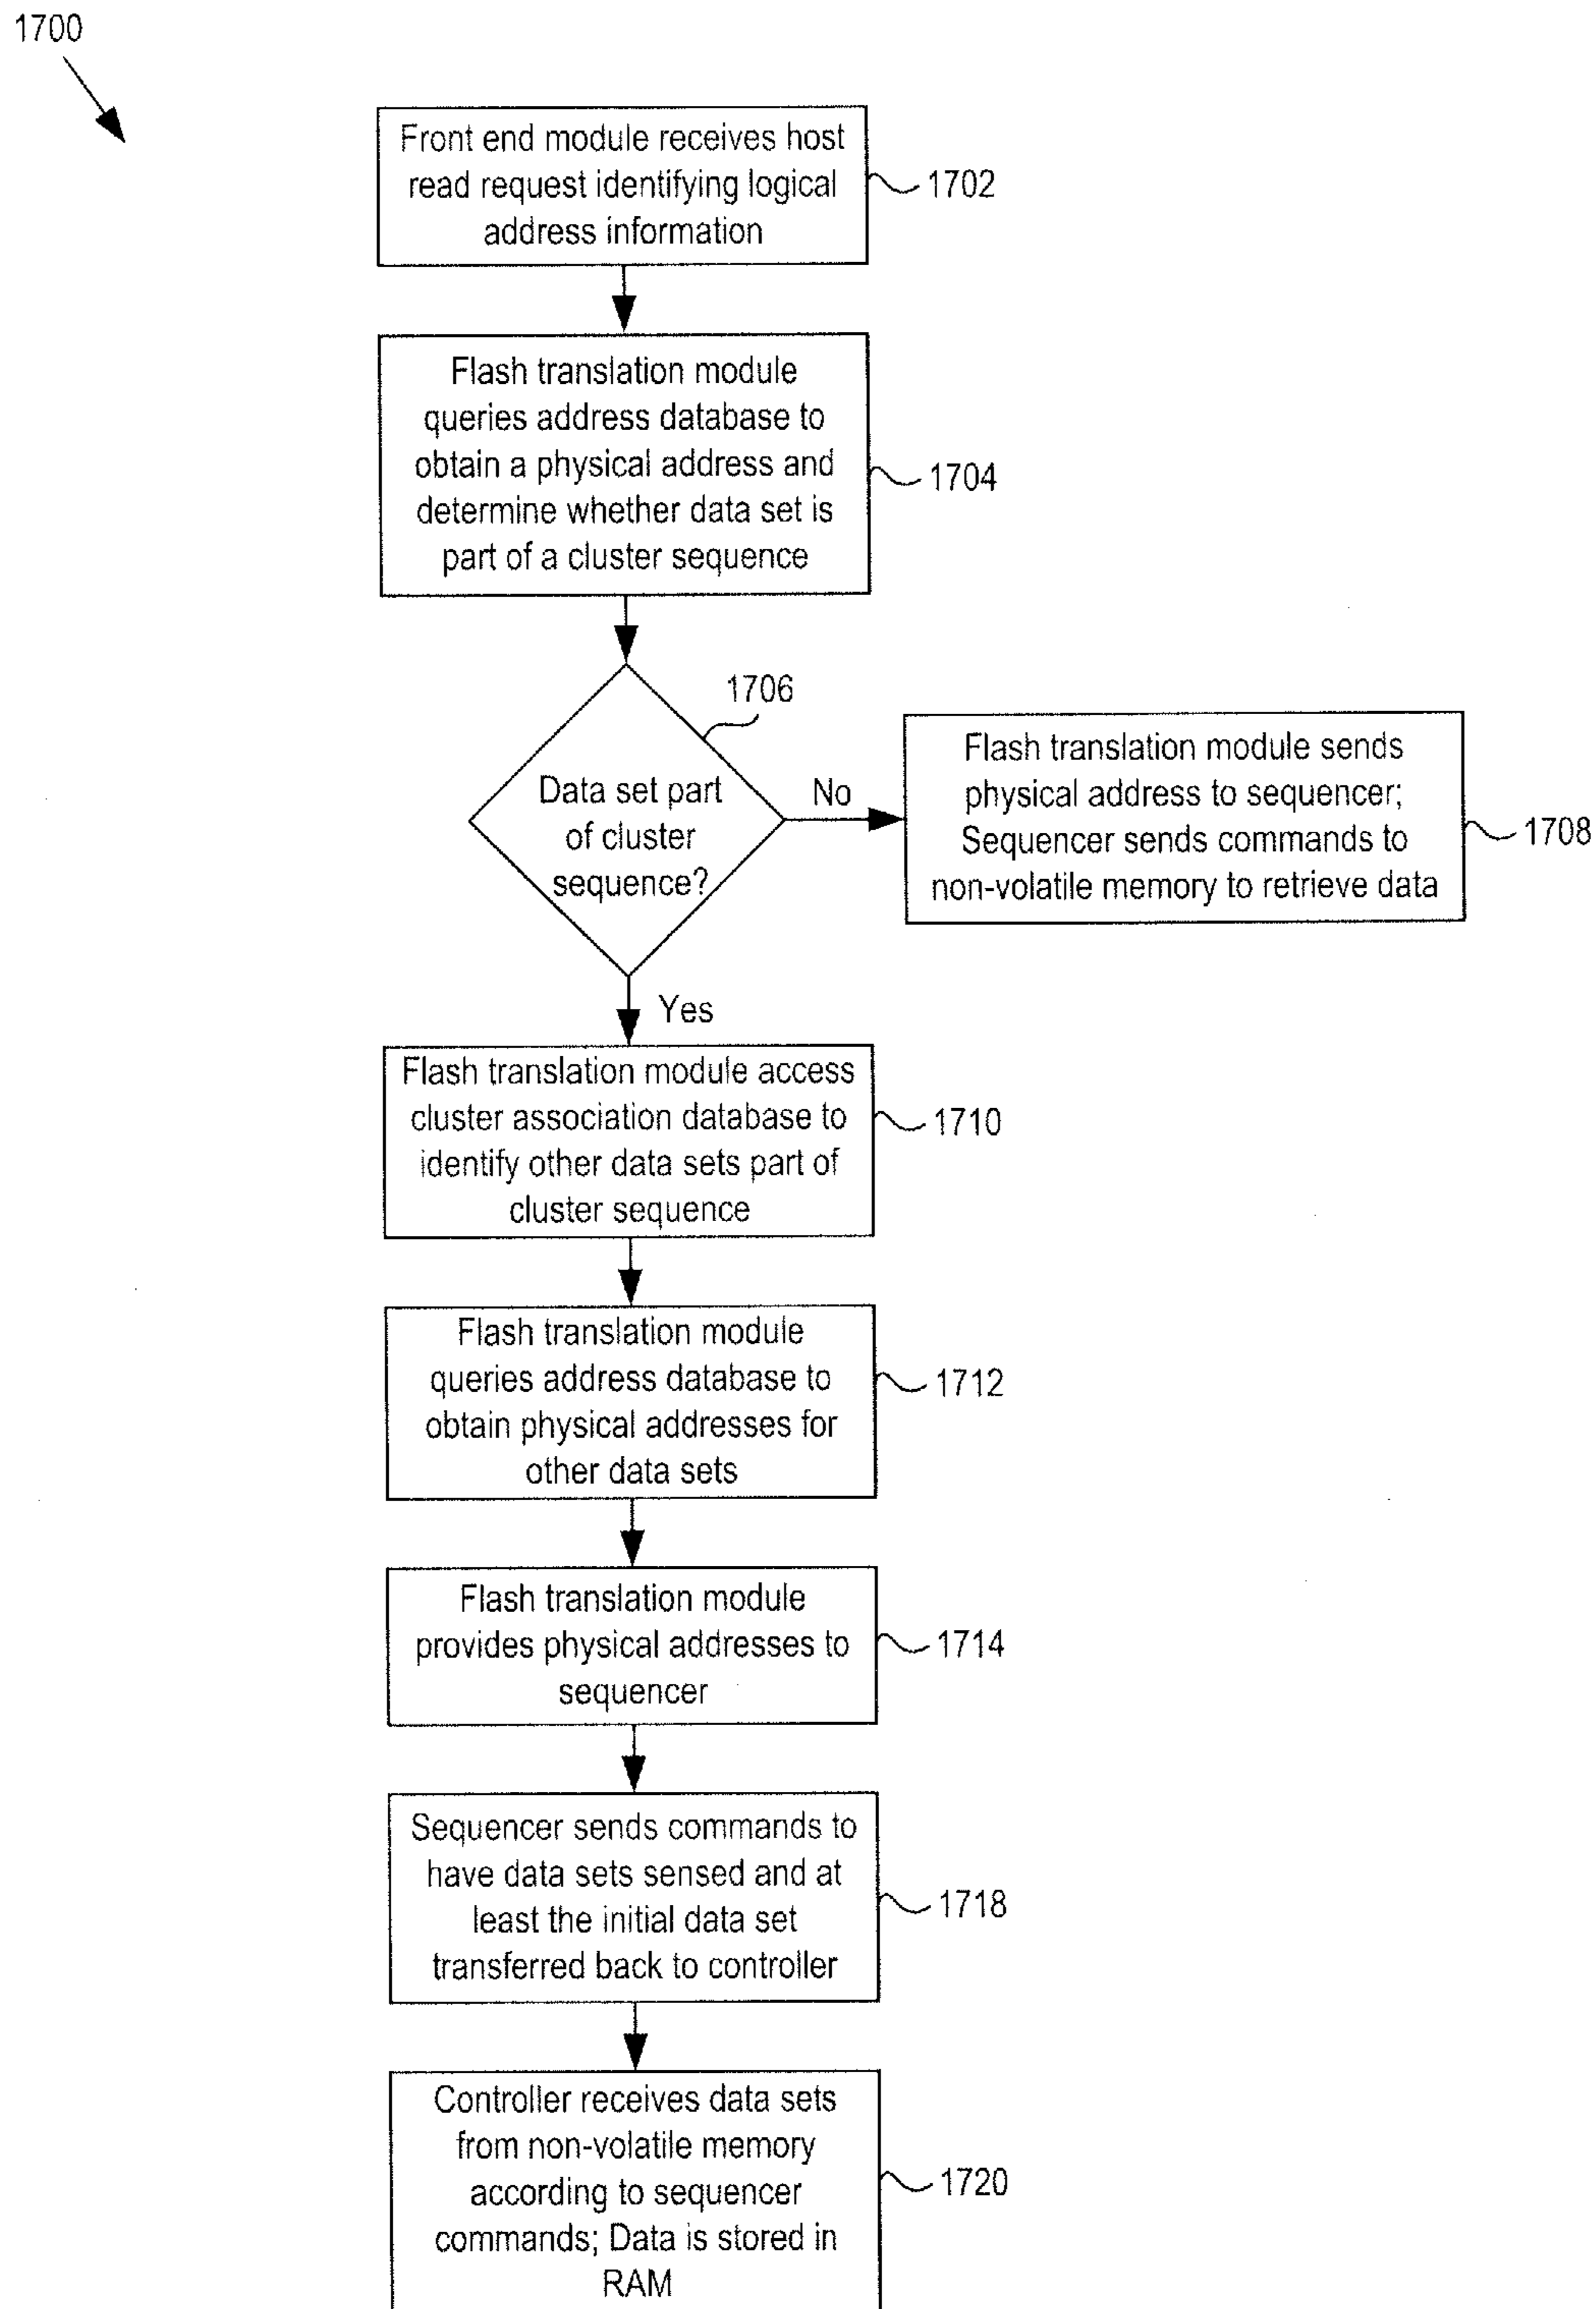 1700
Front end module receives host
read request identifying logical
address information
1702
Flash translation module
queries address database to
obtain a physical address and
determine whether data set is
part of a cluster sequence
1704
1706
Data set part
of cluster
sequence?
No
Flash translation module sends
physical address to sequencer;
Sequencer sends commands to
non-volatile memory to retrieve data
1708
Yes
Flash translation module access
cluster association database to
identify other data sets part of
cluster sequence
1710
Flash translation module
queries address database to
obtain physical addresses for
other data sets
1712
Flash translation module
provides physical addresses to
sequencer
1714
Sequencer sends commands to
have data sets sensed and at
least the initial data set
transferred back to controller
1718
Controller receives data sets
from non-volatile memory
according to sequencer
commands; Data is stored in
RAM
1720